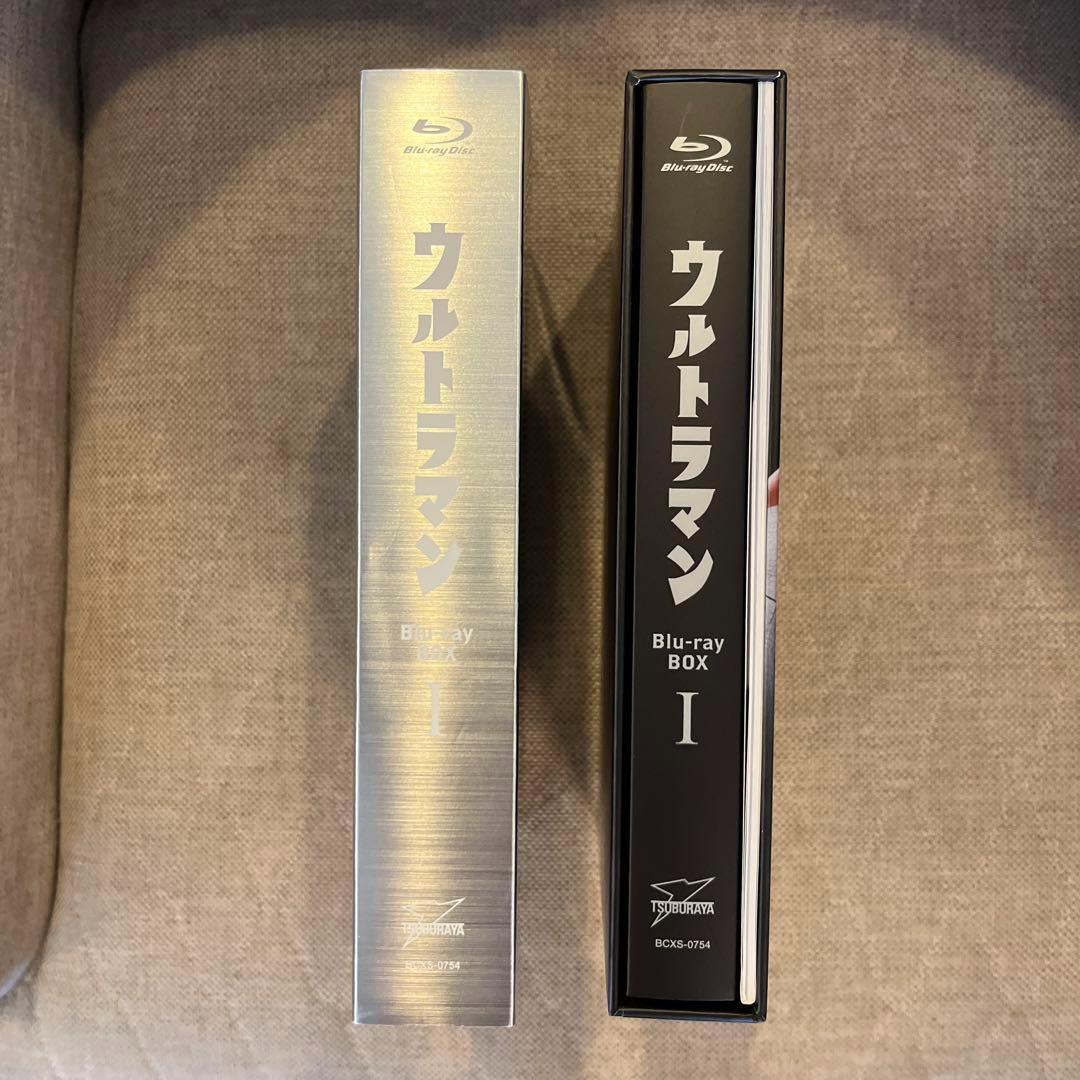 Blu-ray Disc
ウルトラマン
Blu-ray
BOX
I
TSUBURAYA
BCXS-0754
Blu-ray Disc
ウルトラマン
Blu-ray
BOX
I
TSUBURAYA
BCXS-0754